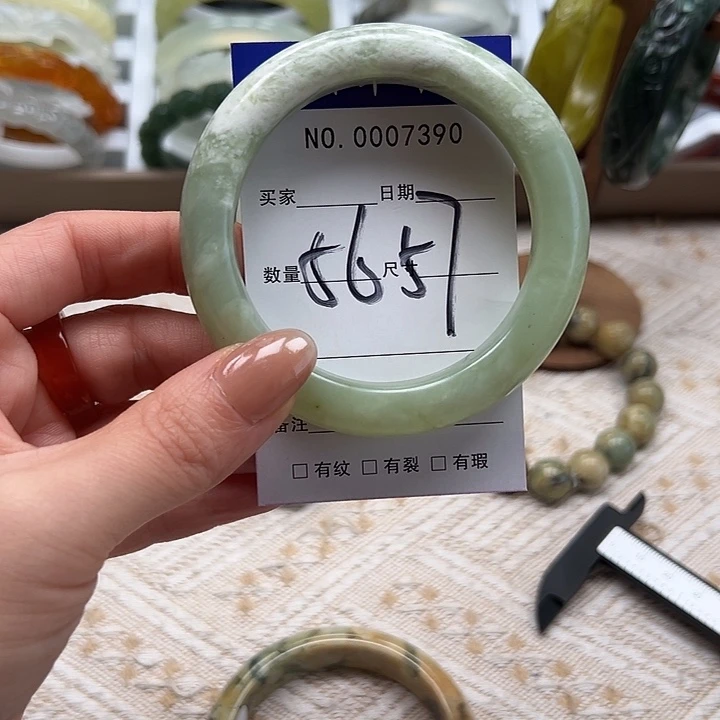 NO. 0007390
买家 日期
数量 尺寸
5657
备注
□ 有纹 □ 有裂 □ 有瑕